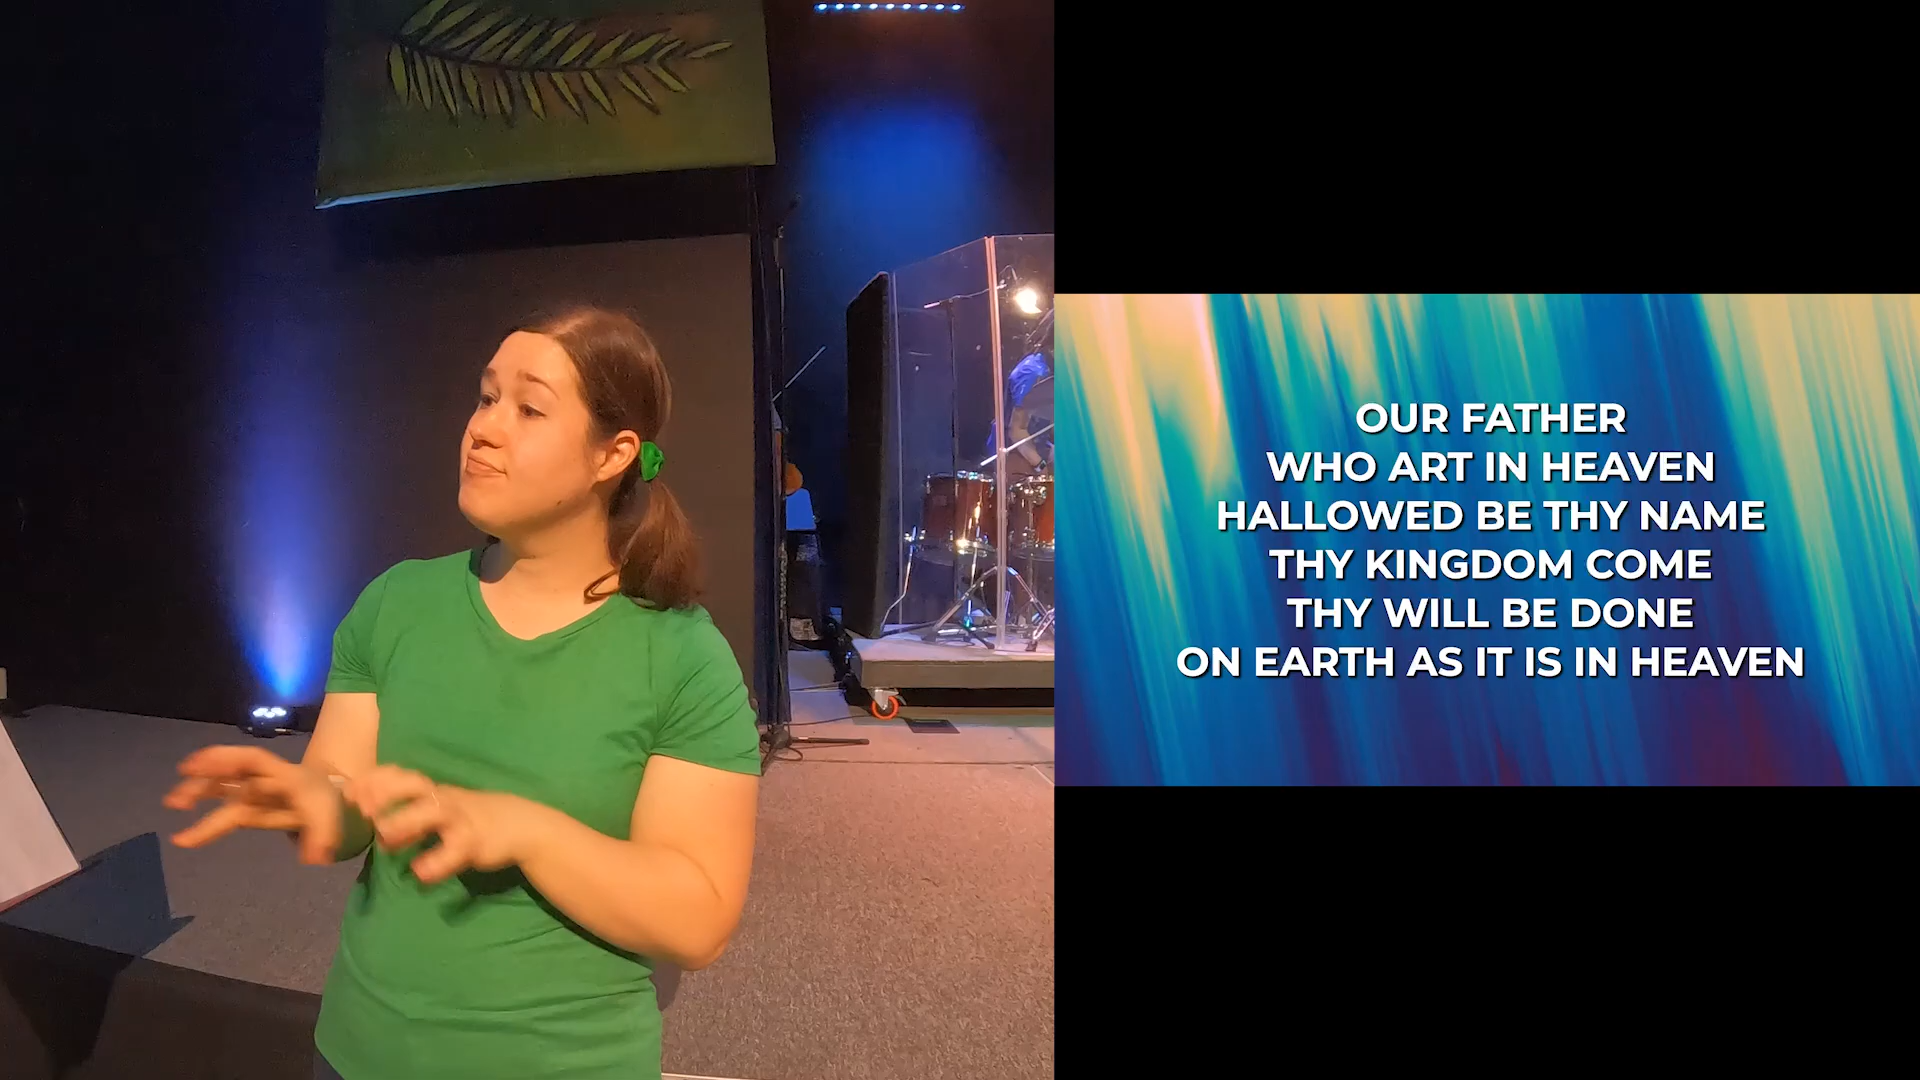 OUR FATHER
WHO ART IN HEAVEN
HALLOWED BE THY NAME
THY KINGDOM COME
THY WILL BE DONE
ON EARTH AS IT IS IN HEAVEN